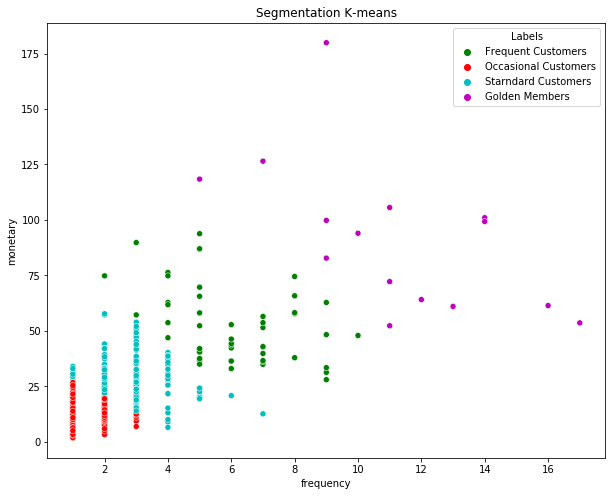 Segmentation K-means
Labels
Frequent Customers
Occasional Customers
Starndard Customers
Golden Members
monetary
175
150
125
100
75
50
25
0
2 4 6 8 10 12 14 16
frequency